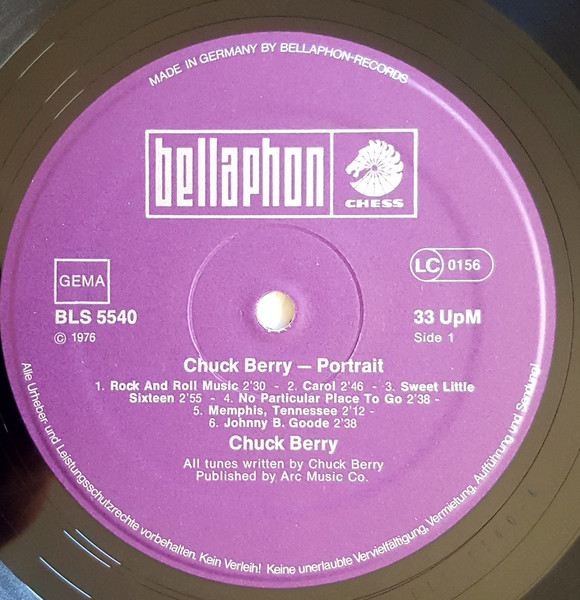 MADE IN GERMANY BY BELLAPHON-RECORDS
bellaphon
CHESS
GEMA
LC 0156
BLS 5540
33 UpM
℗ 1976
Side 1
Chuck Berry — Portrait
1. Rock And Roll Music 2'30 - 2. Carol 2'46 - 3. Sweet Little
Sixteen 2'55 - 4. No Particular Place To Go 2'38 -
5. Memphis, Tennessee 2'12 -
6. Johnny B. Goode 2'38
Chuck Berry
All tunes written by Chuck Berry
Published by Arc Music Co.
Alle Urheber- und Leistungsschutzrechte vorbehalten. Kein Verleih! Keine unerlaubte Vervielfältigung, Vermietung, Aufführung und Sendung!